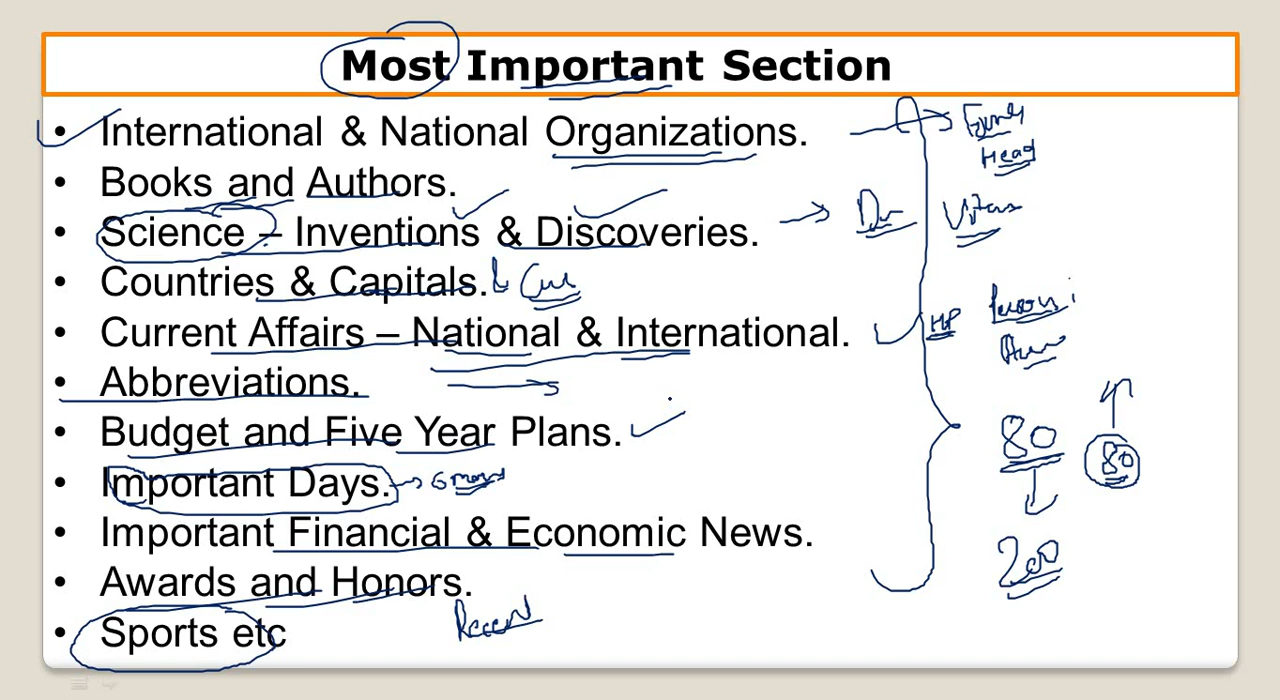 Most Important Section
• International & National Organizations.
Head
• Books and Authors.
• Science – Inventions & Discoveries.
• Countries & Capitals.
• Current Affairs – National & International.
HP
• Abbreviations.
• Budget and Five Year Plans.
80
80
• Important Days.
• Important Financial & Economic News.
200
• Awards and Honors.
Recent
• Sports etc